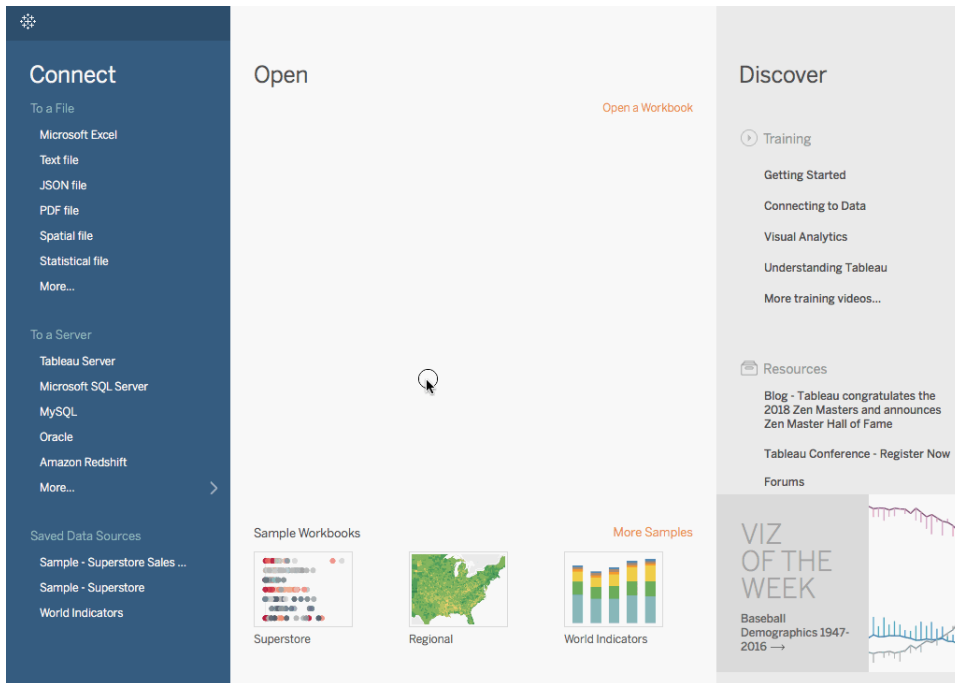 Connect
To a File
Microsoft Excel
Text file
JSON file
PDF file
Spatial file
Statistical file
More...
To a Server
Tableau Server
Microsoft SQL Server
MySQL
Oracle
Amazon Redshift
More...
Saved Data Sources
Sample - Superstore Sales ...
Sample - Superstore
World Indicators
Open
Open a Workbook
Sample Workbooks
More Samples
Superstore
Regional
World Indicators
Discover
Training
Getting Started
Connecting to Data
Visual Analytics
Understanding Tableau
More training videos...
Resources
Blog - Tableau congratulates the
2018 Zen Masters and announces
Zen Master Hall of Fame
Tableau Conference - Register Now
Forums
VIZ
OF THE
WEEK
Baseball
Demographics 1947-
2016 →